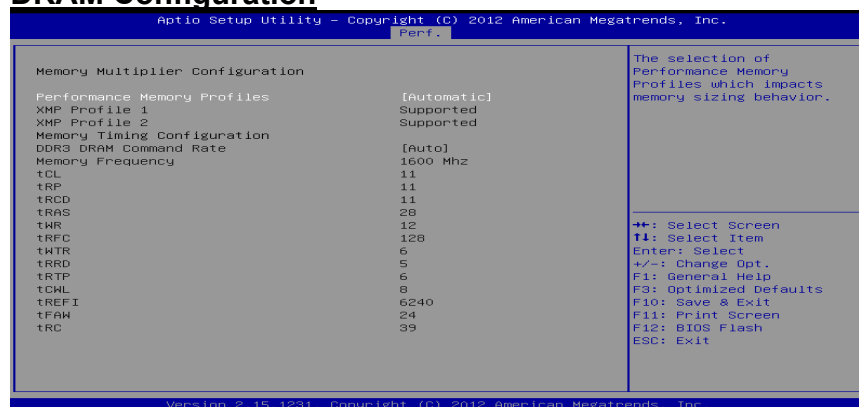 DRAM Configuration
Aptio Setup Utility – Copyright (C) 2012 American Megatrends, Inc.
Perf.
Memory Multiplier Configuration
Performance Memory Profiles [Automatic]
XMP Profile 1 Supported
XMP Profile 2 Supported
Memory Timing Configuration
DDR3 DRAM Command Rate [Auto]
Memory Frequency 1600 Mhz
tCL 11
tRP 11
tRCD 11
tRAS 28
tWR 12
tRFC 128
tWTR 6
tRRD 5
tRTP 6
tCWL 8
tREFI 6240
tFAW 24
tRC 39
The selection of
Performance Memory
Profiles which impacts
memory sizing behavior.
→←: Select Screen
↑↓: Select Item
Enter: Select
+/-: Change Opt.
F1: General Help
F3: Optimized Defaults
F10: Save & Exit
F11: Print Screen
F12: BIOS Flash
ESC: Exit
Version 2.15.1231. Copyright (C) 2012 American Megatrends, Inc.